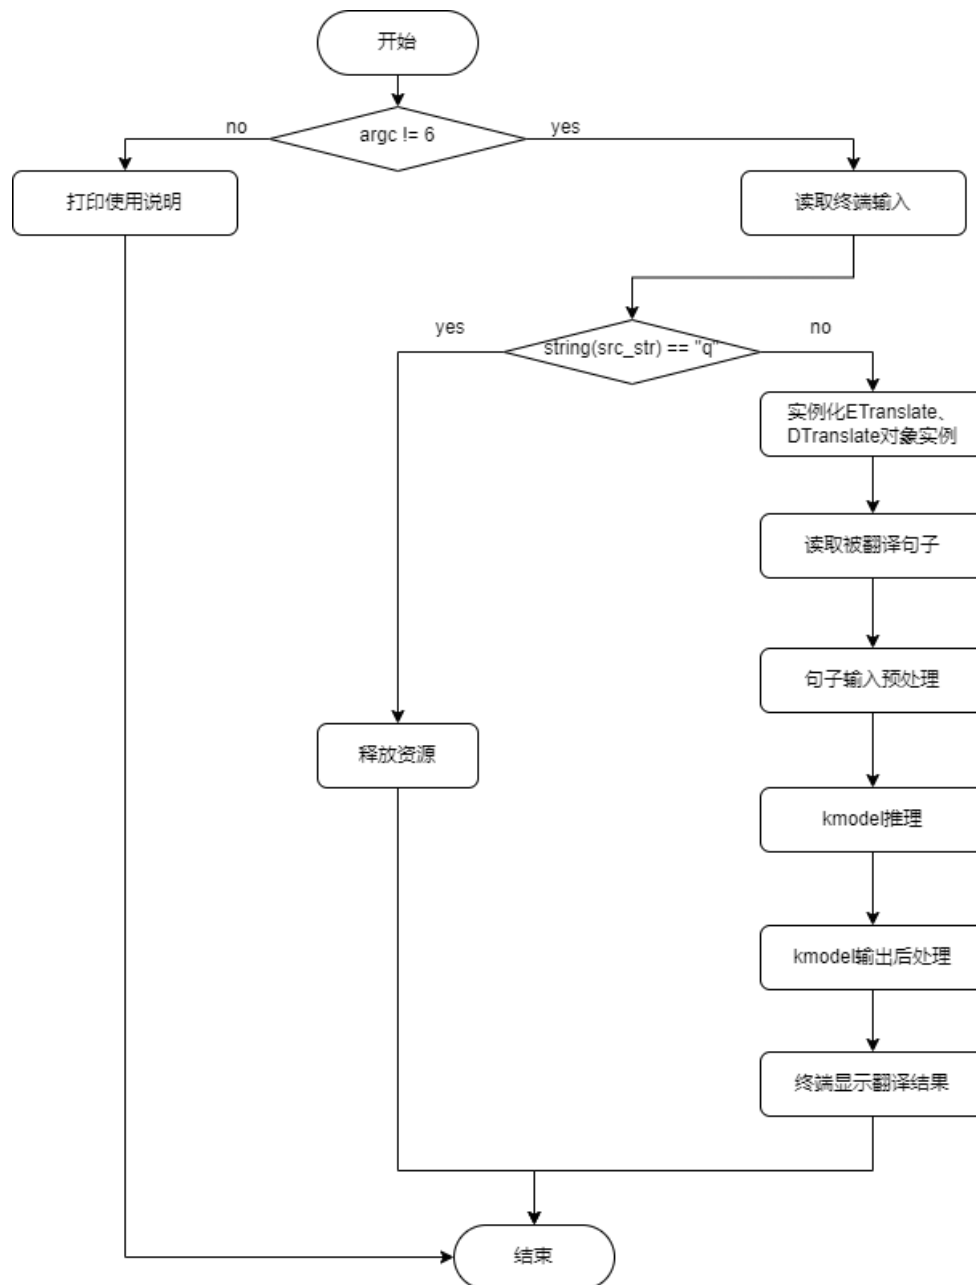 开始
argc != 6
no
yes
打印使用说明
读取终端输入
yes
no
string(src_str) == "q"
实例化ETranslate、
DTranslate对象实例
读取被翻译句子
句子输入预处理
释放资源
kmodel推理
kmodel输出后处理
终端显示翻译结果
结束